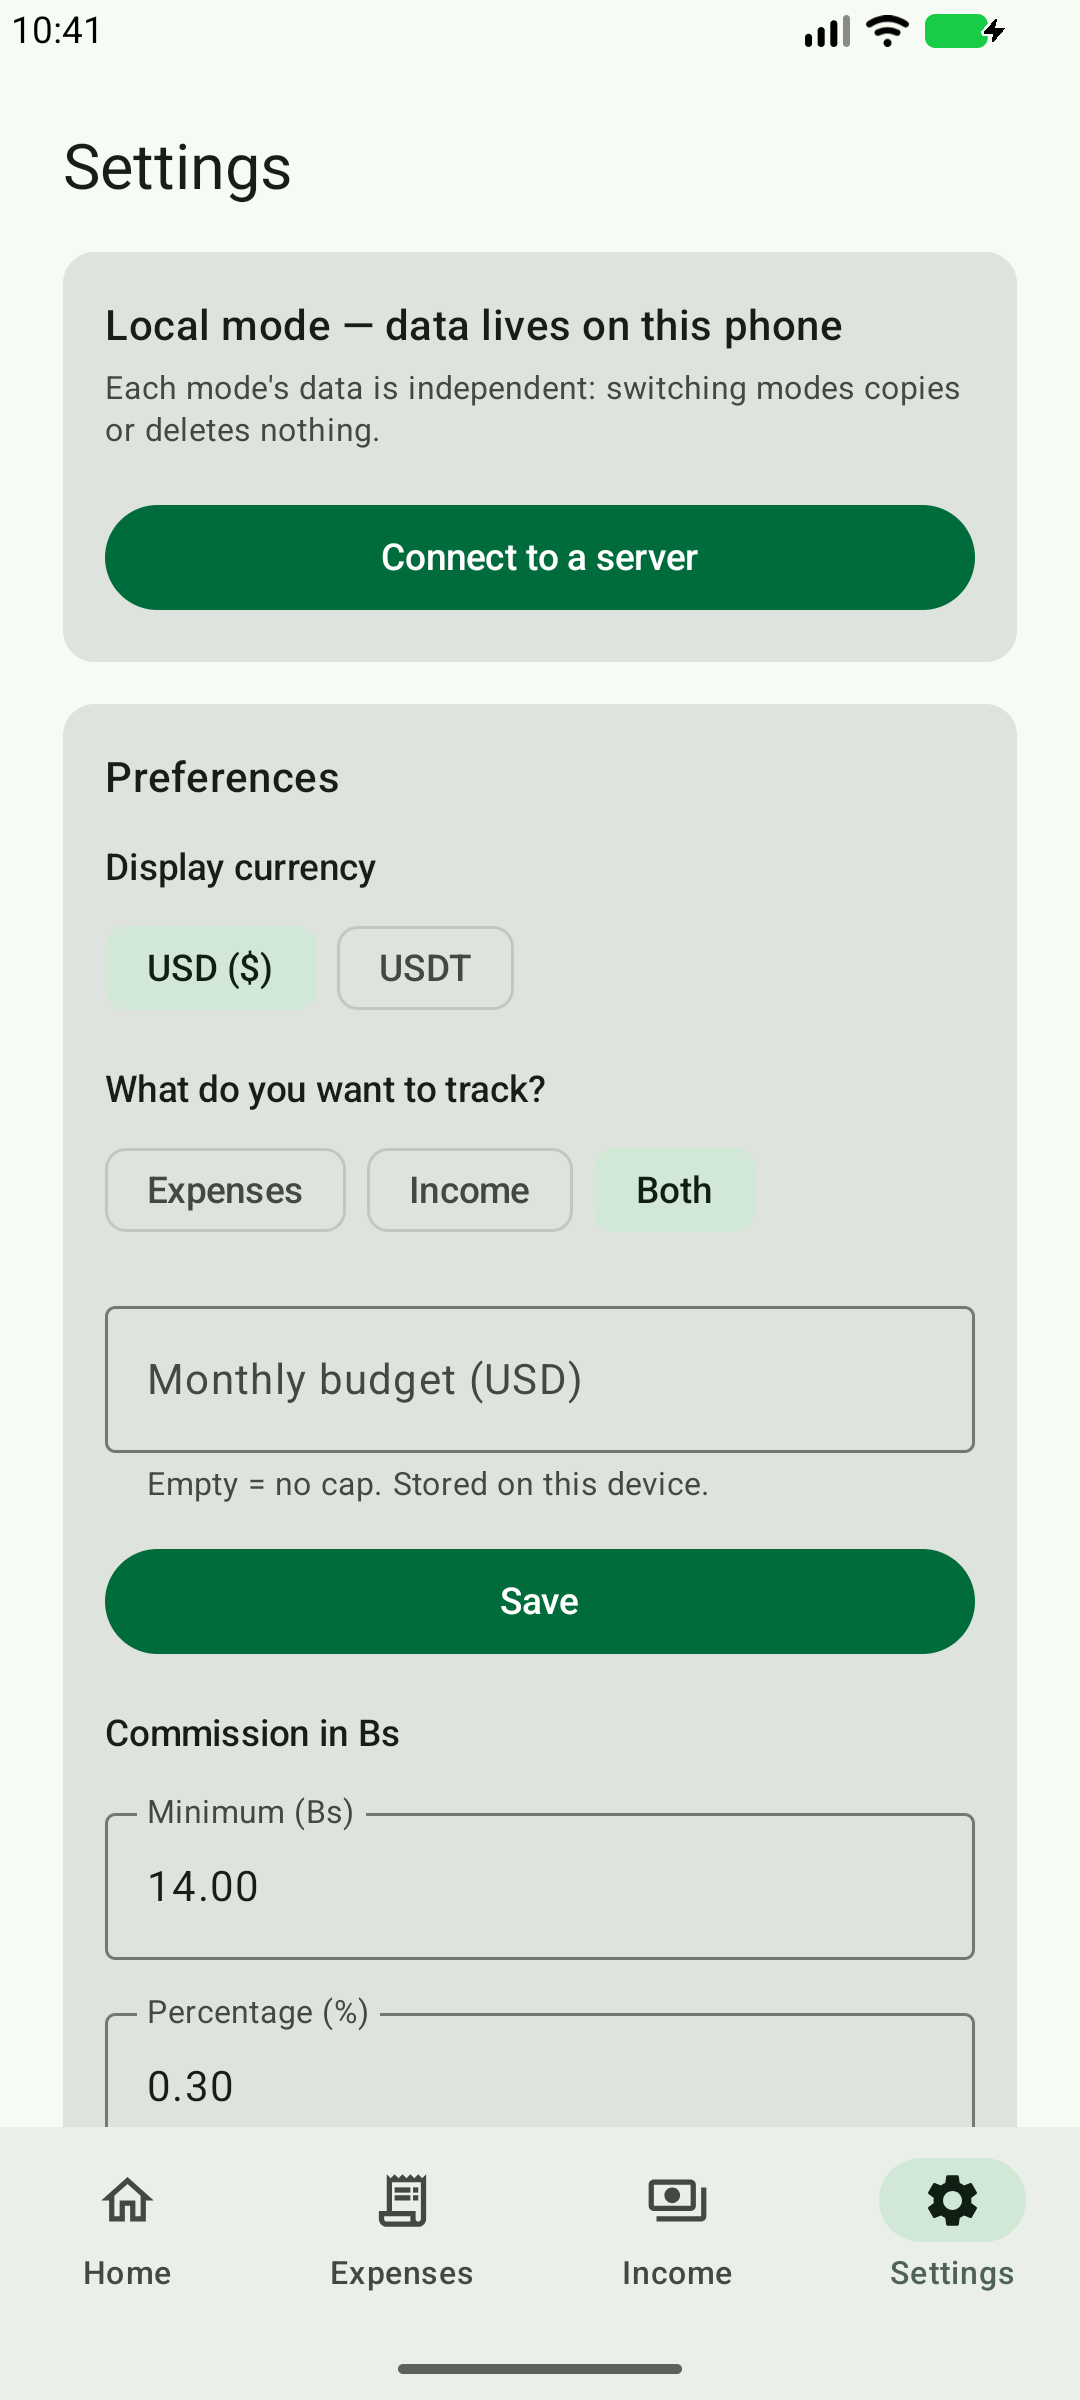 10:41
Settings
Local mode — data lives on this phone
Each mode's data is independent: switching modes copies
or deletes nothing.
Connect to a server
Preferences
Display currency
USD ($)
USDT
What do you want to track?
Expenses
Income
Both
Monthly budget (USD)
Empty = no cap. Stored on this device.
Save
Commission in Bs
Minimum (Bs)
14.00
Percentage (%)
0.30
Home
Expenses
Income
Settings